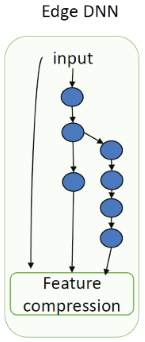 Edge DNN
input
Feature
compression